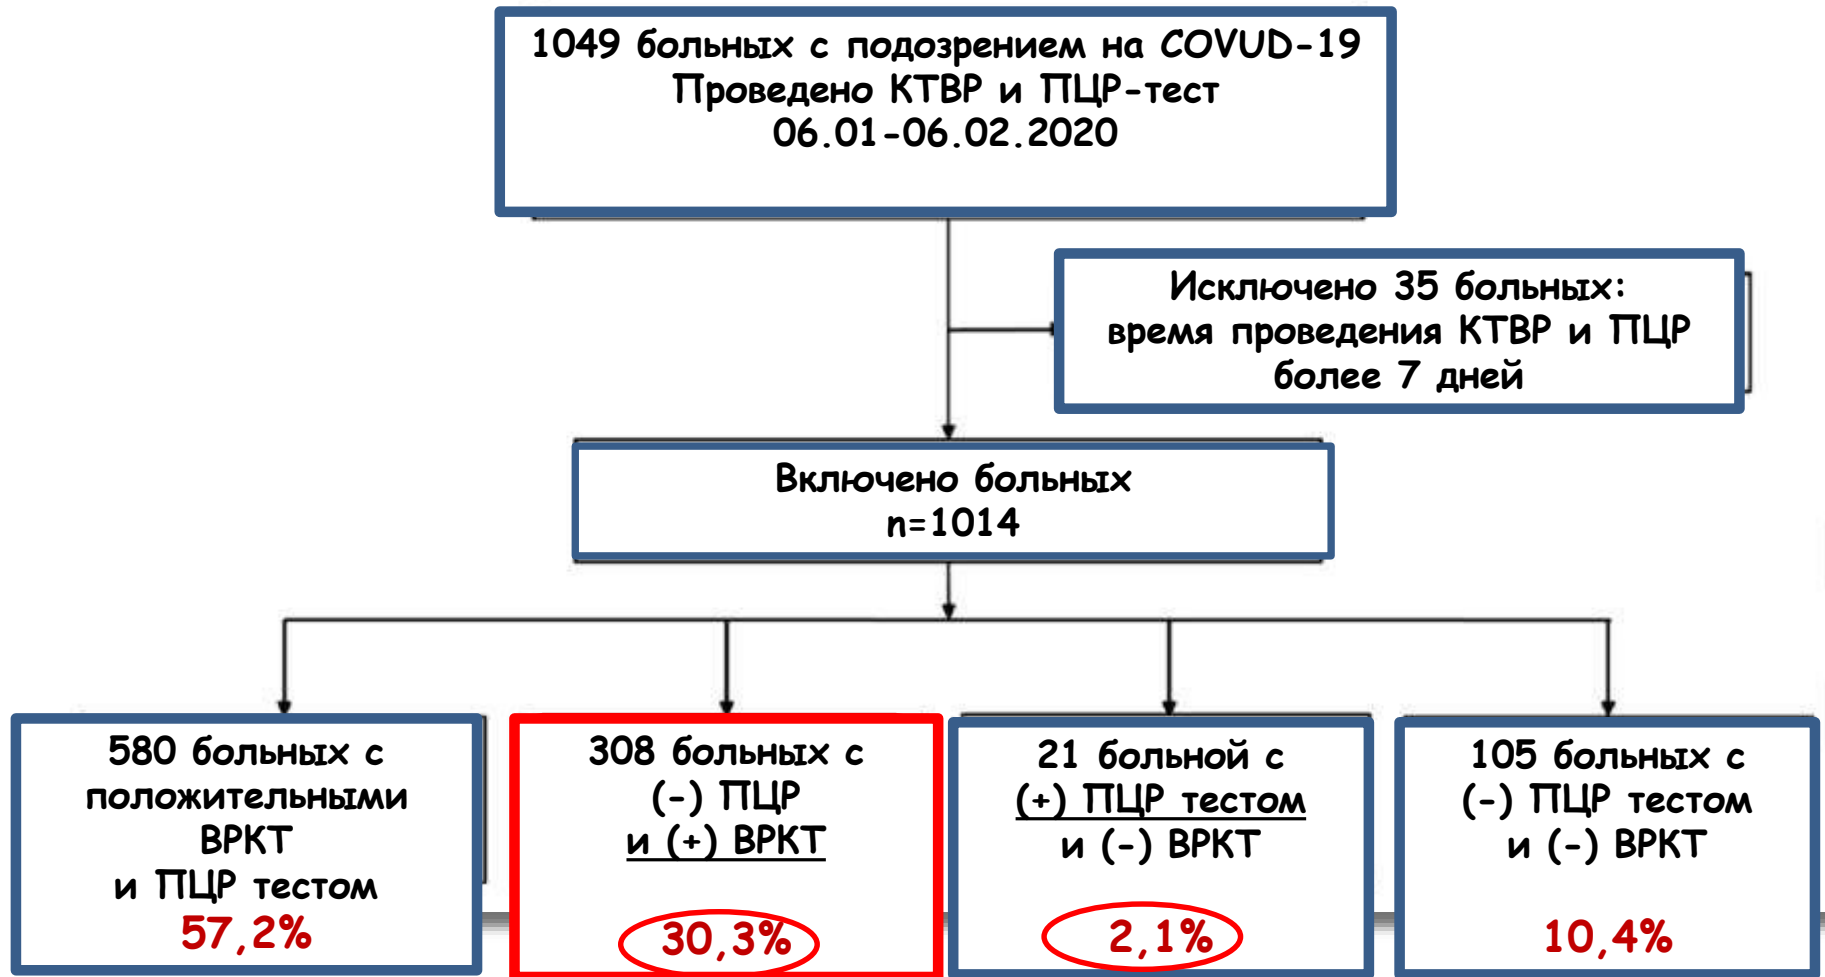 1049 больных с подозрением на COVUD-19
Проведено КТВР и ПЦР-тест
06.01-06.02.2020
Исключено 35 больных:
время проведения КТВР и ПЦР
более 7 дней
Включено больных
n=1014
580 больных с
положительными
ВРКТ
и ПЦР тестом
57,2%
308 больных с
(-) ПЦР
и (+) ВРКТ
30,3%
21 больной с
(+) ПЦР тестом
и (-) ВРКТ
2,1%
105 больных с
(-) ПЦР тестом
и (-) ВРКТ
10,4%